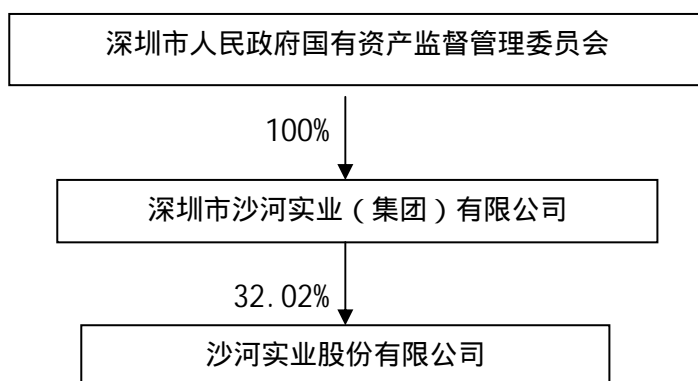 深圳市人民政府国有资产监督管理委员会
100%
深圳市沙河实业（集团）有限公司
32.02%
沙河实业股份有限公司